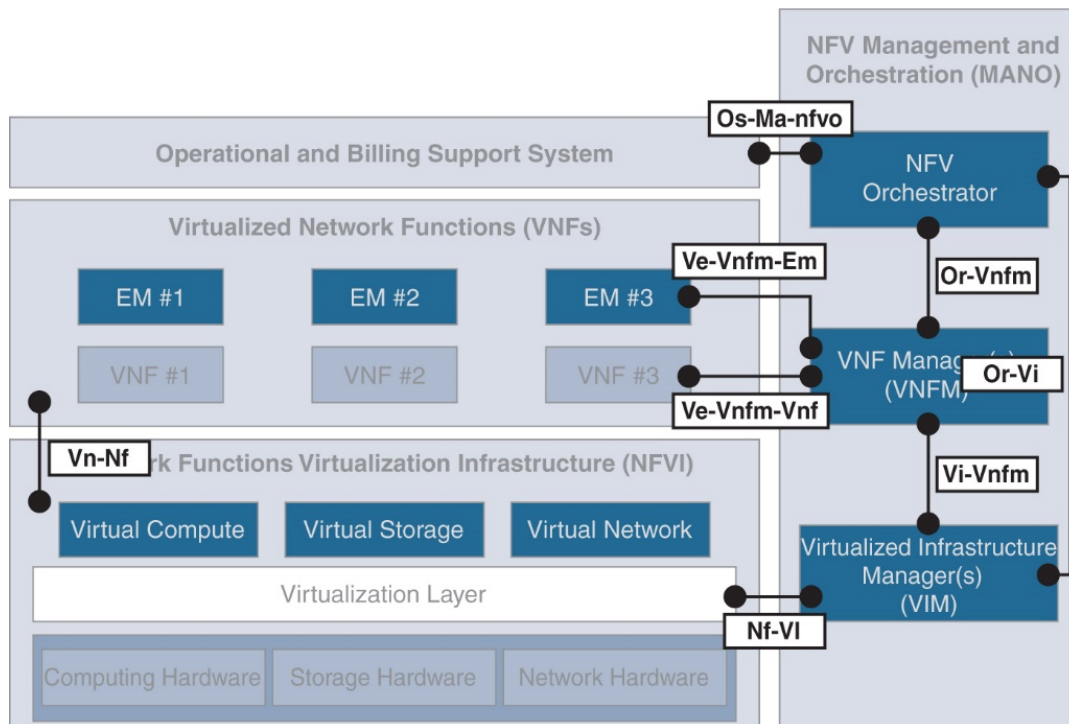 NFV Management and
Orchestration (MANO)
Os-Ma-nfvo
Operational and Billing Support System
NFV
Orchestrator
Virtualized Network Functions (VNFs)
Ve-Vnfm-Em
Or-Vnfm
EM #1
EM #2
EM #3
VNF #1
VNF #2
VNF #3
VNF
(VNFM)
Or-Vi
Ve-Vnfm-Vnf
Vn-Nf
Functions Virtualization Infrastructure (NFVI)
Vi-Vnfm
Virtual Compute
Virtual Storage
Virtual Network
Virtualized Infrastructure
Manager(s)
(VIM)
Virtualization Layer
Nf-VI
Computing Hardware
Storage Hardware
Network Hardware